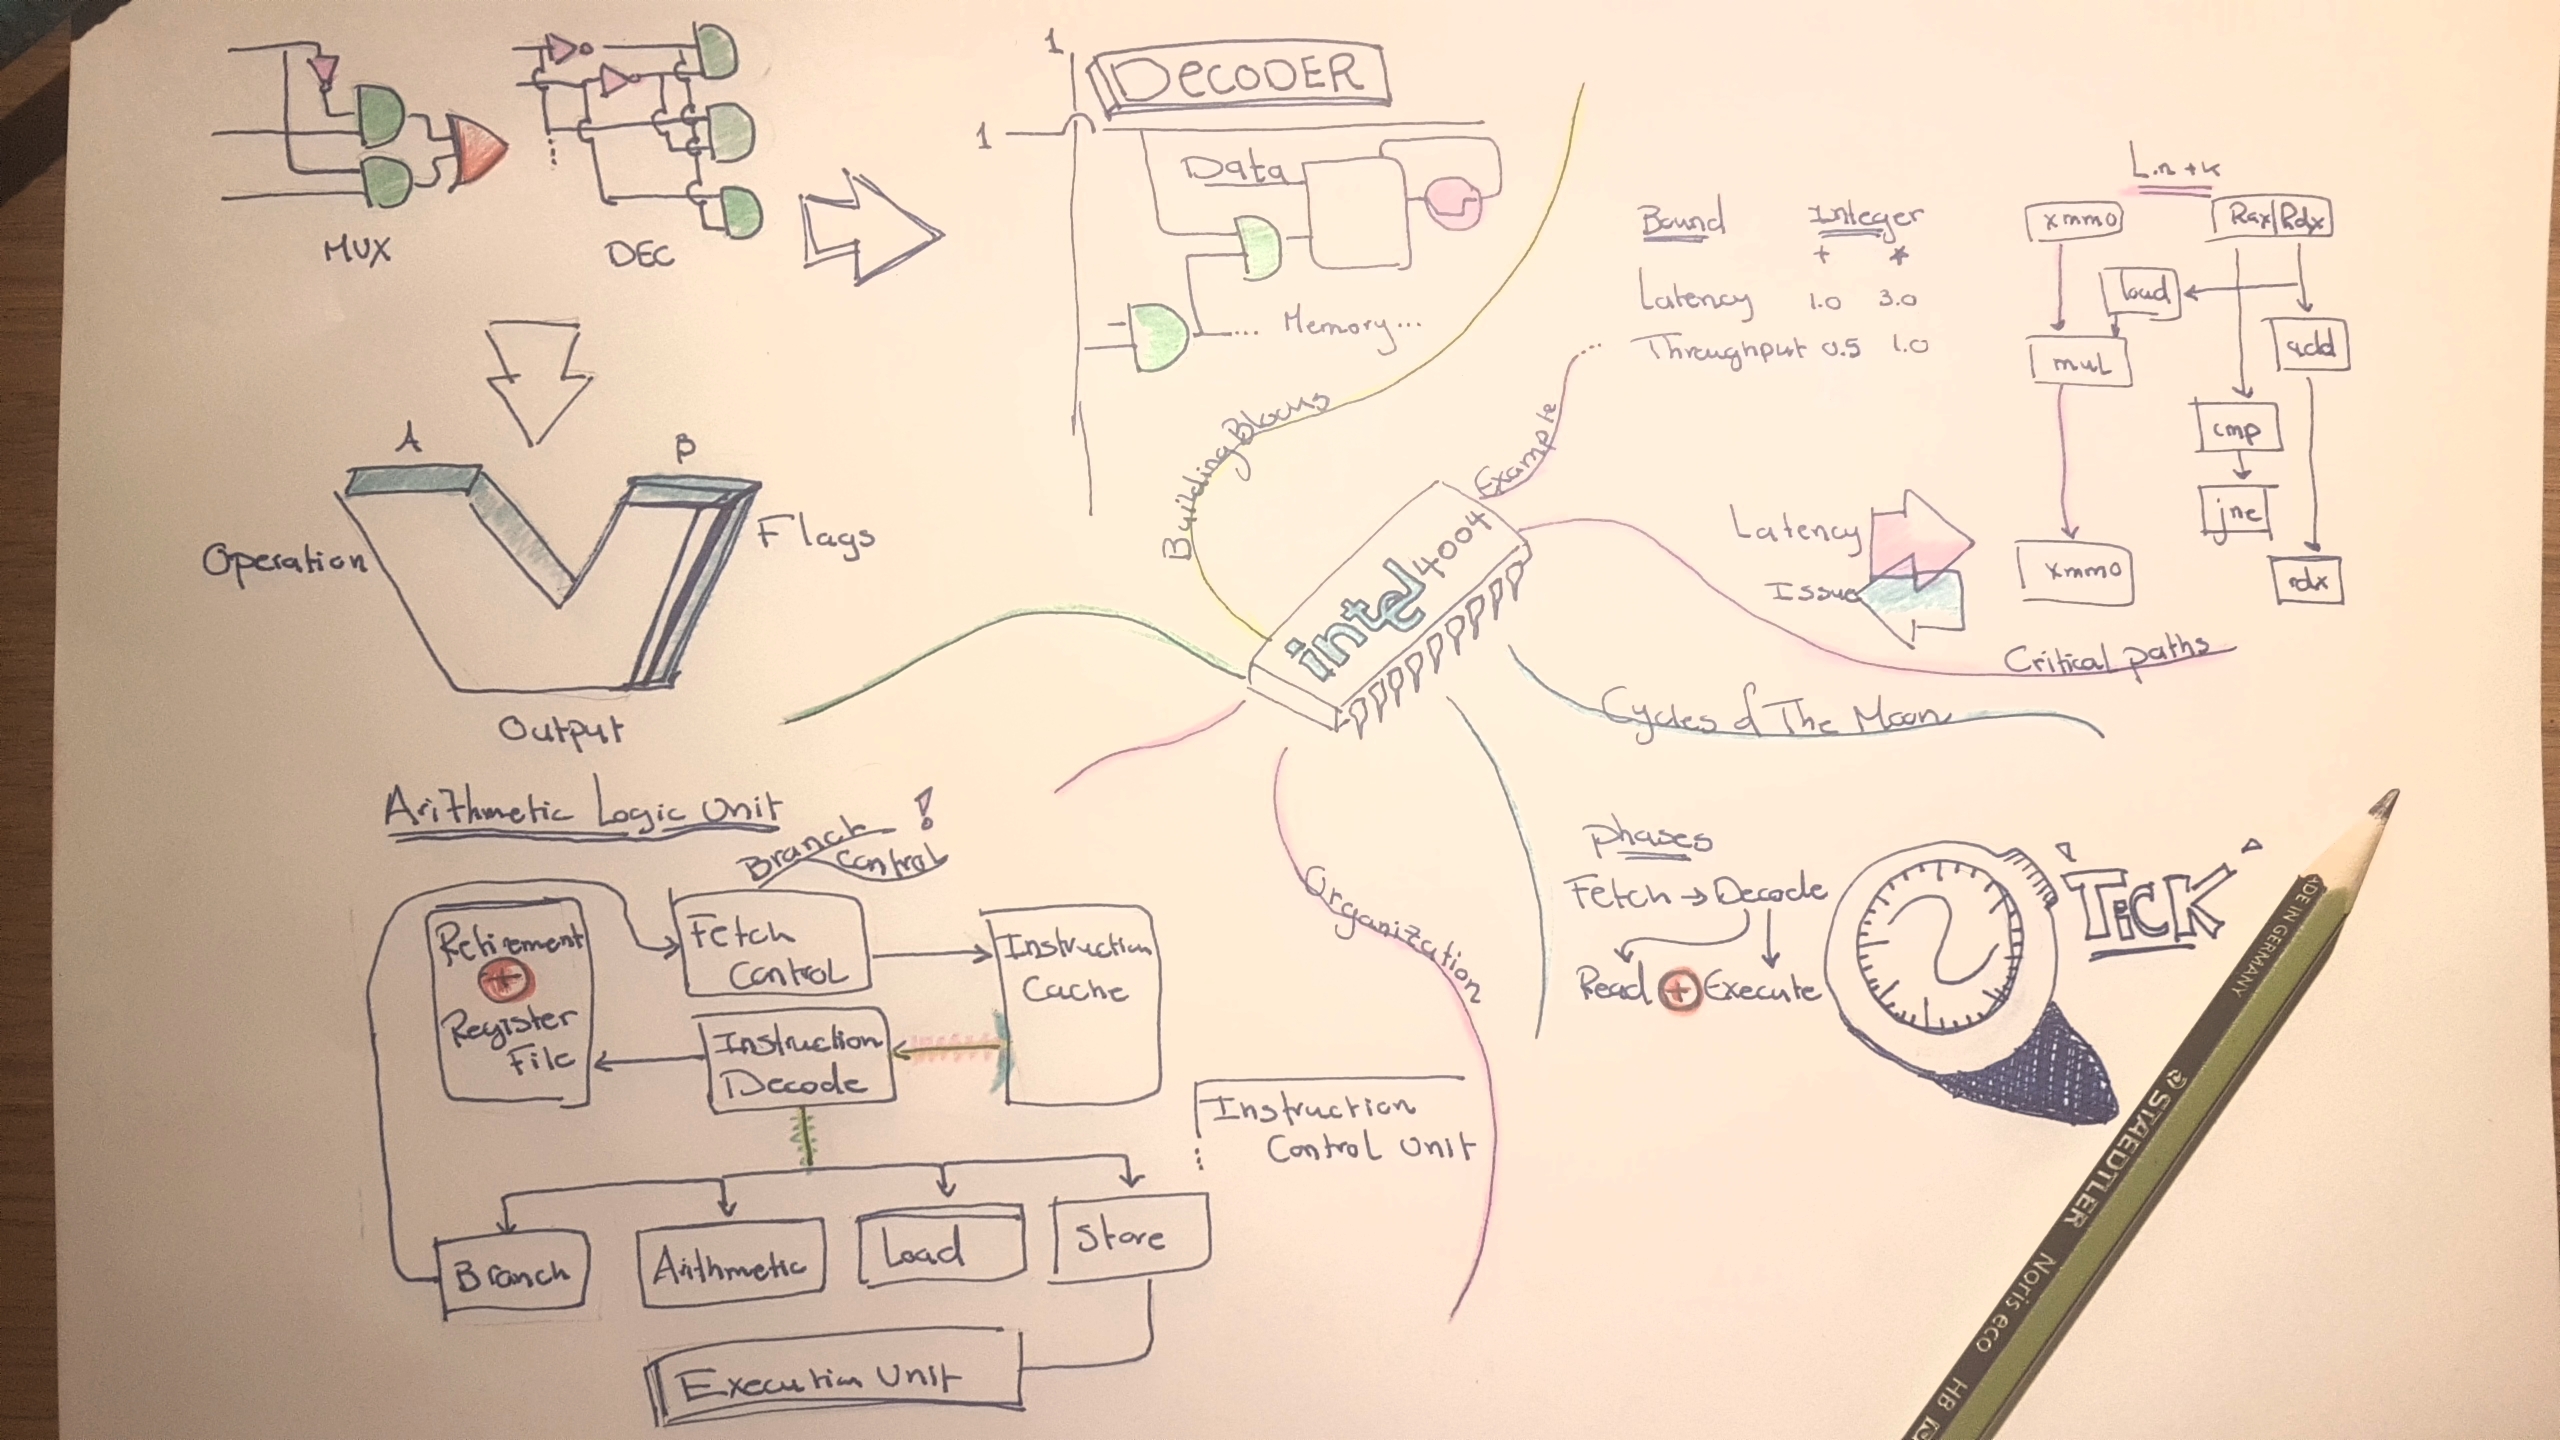 MUX
DEC
1
1
DECODER
Data
... Memory...
A
B
Operation
Flags
Output
Arithmetic Logic Unit
Building Blocks
Example
intel 4004
Bound Integer
+ *
Latency 1.0 3.0
Throughput 0.5 1.0
L.n+k
xmm0
Rax/Rdx
load
mul
add
cmp
jne
xmm0
rdx
Latency
Issue
Critical paths
Cycles of The Moon
Organization
phases
Fetch → Decode
Read + Execute
TICK
Branch !
Control
Retirement
+
Register
File
Fetch
Control
Instruction
Cache
Instruction
Decode
Instruction
Control Unit
Branch
Arithmetic
Load
Store
Execution Unit
ADE IN GERMANY
STAEDTLER Noris eco HB